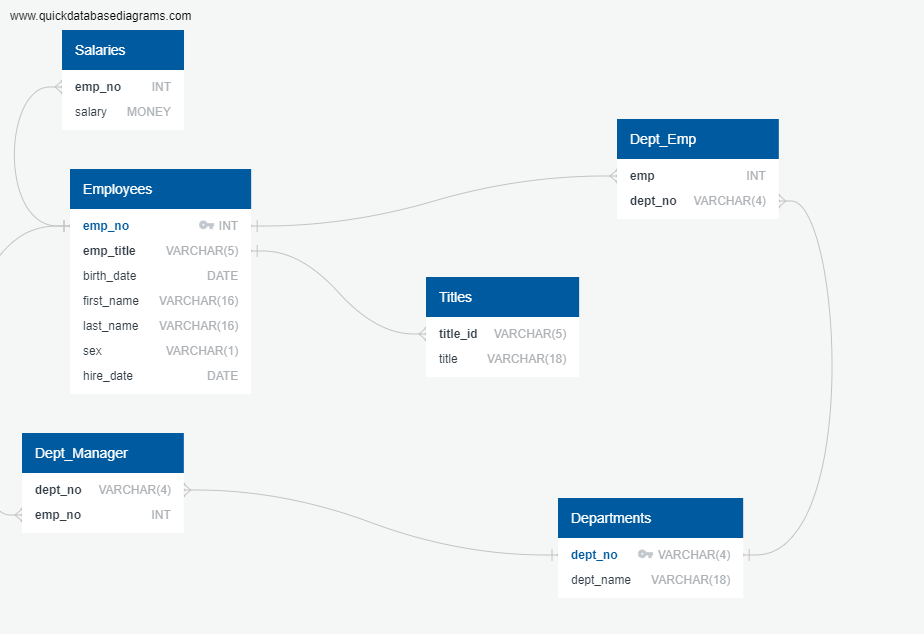 www.quickdatabasediagrams.com
Salaries
emp_no INT
salary MONEY
Employees
emp_no INT
emp_title VARCHAR(5)
birth_date DATE
first_name VARCHAR(16)
last_name VARCHAR(16)
sex VARCHAR(1)
hire_date DATE
Dept_Emp
emp INT
dept_no VARCHAR(4)
Titles
title_id VARCHAR(5)
title VARCHAR(18)
Dept_Manager
dept_no VARCHAR(4)
emp_no INT
Departments
dept_no VARCHAR(4)
dept_name VARCHAR(18)